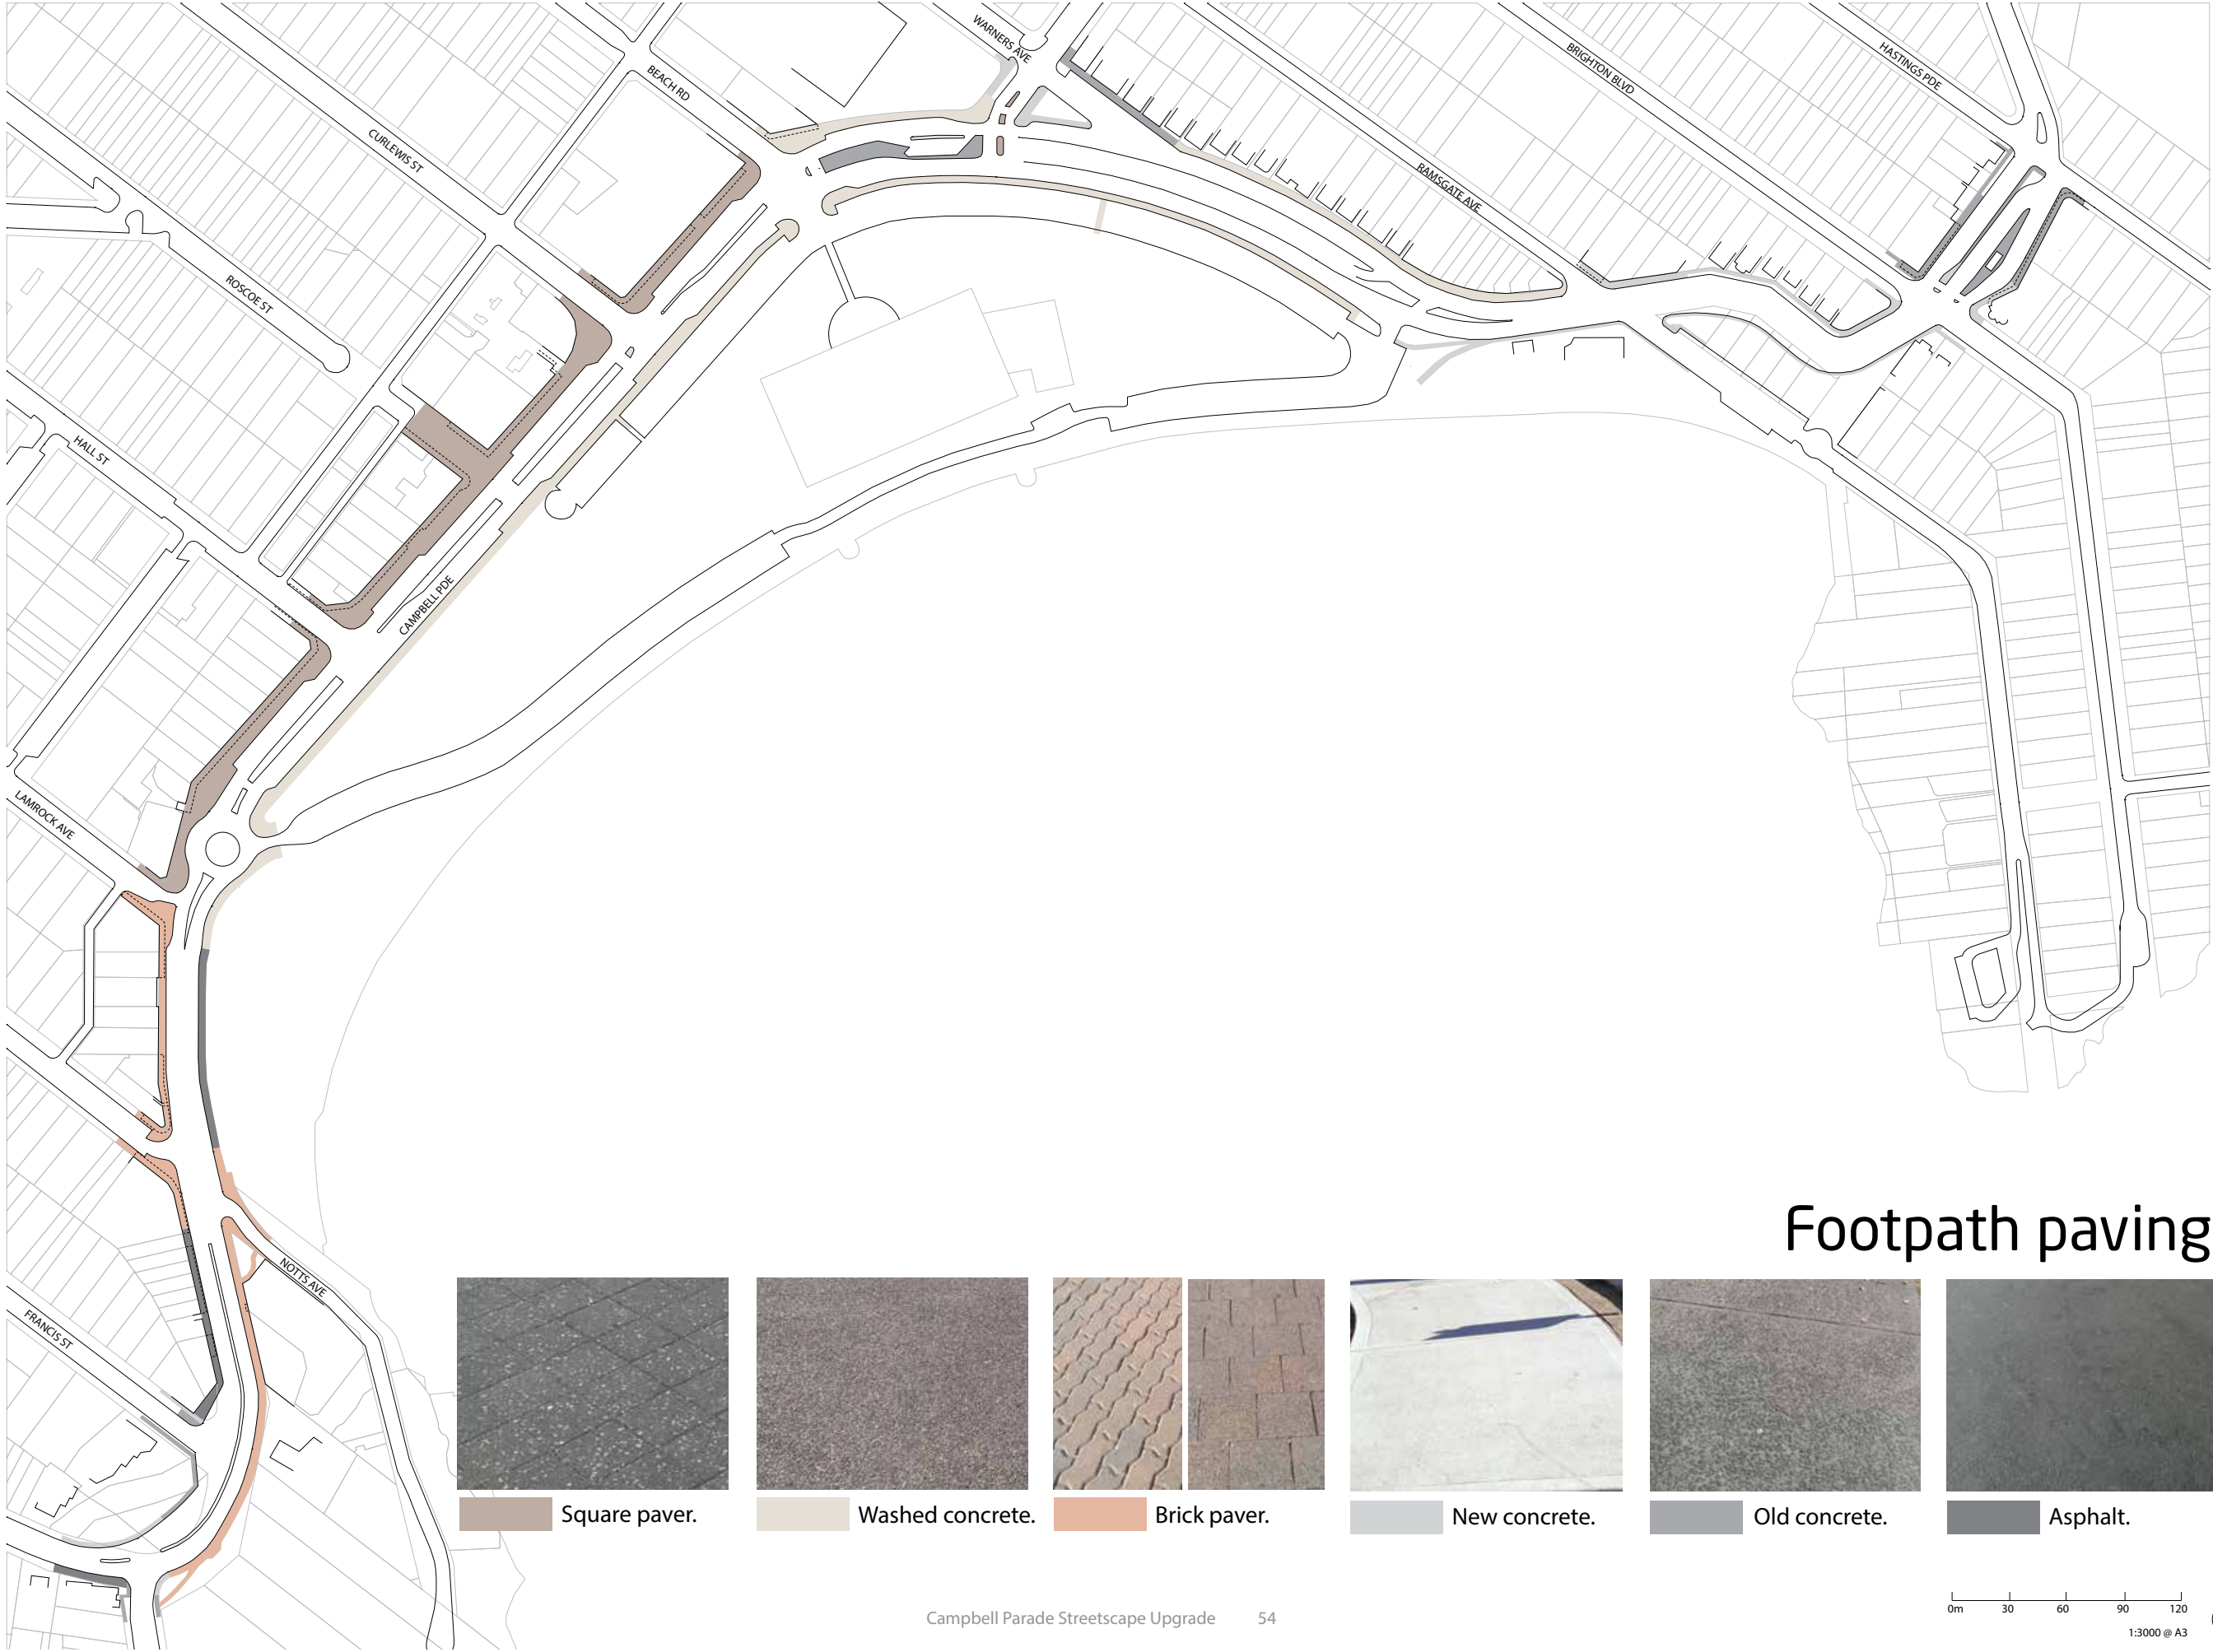 WARNERS AVE
BRIGHTON BLVD
HASTINGS PDE
BEACH RD
CURLEWIS ST
RAMSGATE AVE
ROSCOE ST
HALL ST
CAMPBELL PDE
LAMROCK AVE
NOTTS AVE
FRANCIS ST
Footpath paving
Square paver.
Washed concrete.
Brick paver.
New concrete.
Old concrete.
Asphalt.
0m 30 60 90 120
1:3000 @ A3
Campbell Parade Streetscape Upgrade 54